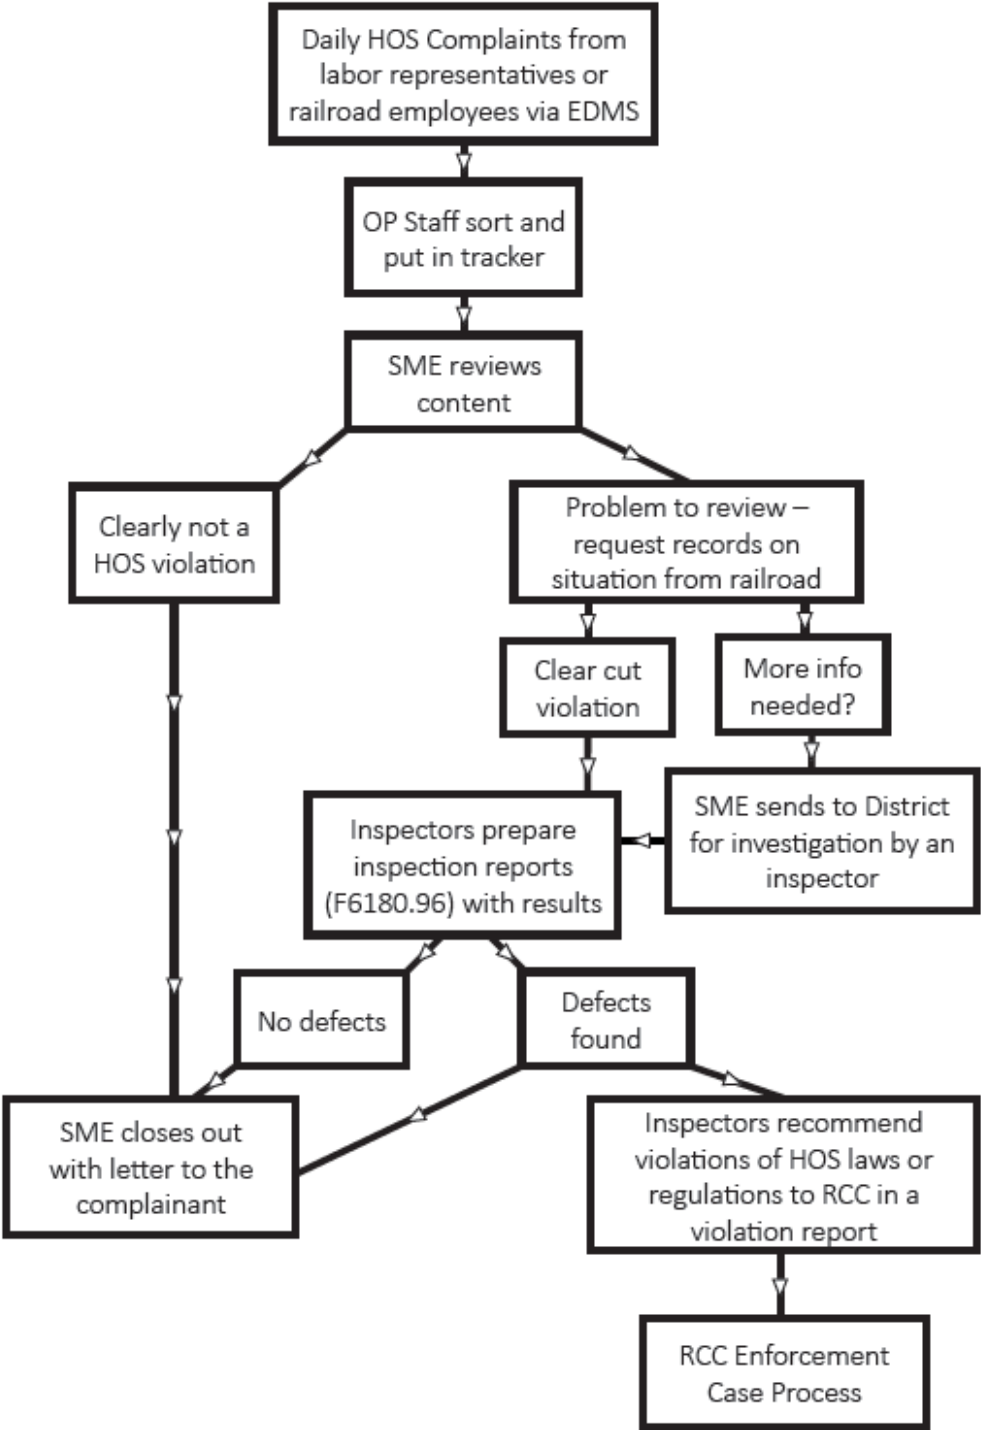 Daily HOS Complaints from
labor representatives or
railroad employees via EDMS
OP Staff sort and
put in tracker
SME reviews
content
Clearly not a
HOS violation
Problem to review –
request records on
situation from railroad
Clear cut
violation
More info
needed?
Inspectors prepare
inspection reports
(F6180.96) with results
SME sends to District
for investigation by an
inspector
No defects
Defects
found
SME closes out
with letter to the
complainant
Inspectors recommend
violations of HOS laws or
regulations to RCC in a
violation report
RCC Enforcement
Case Process